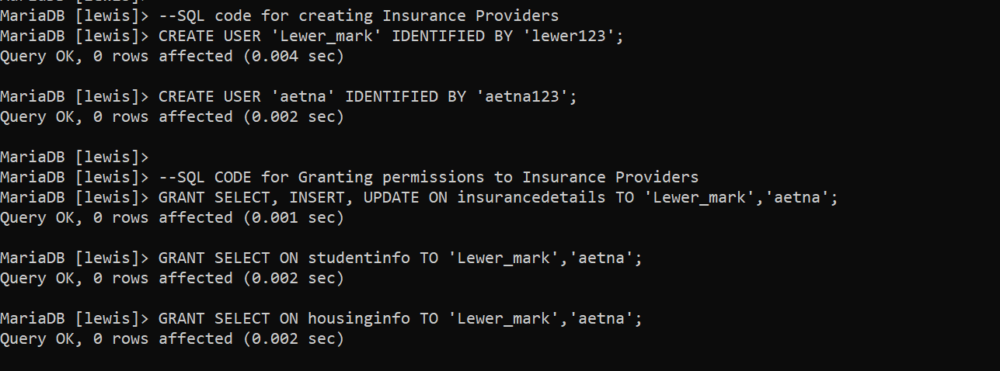 MariaDB [lewis]> --SQL code for creating Insurance Providers
MariaDB [lewis]> CREATE USER 'Lewer_mark' IDENTIFIED BY 'lewer123';
Query OK, 0 rows affected (0.004 sec)
MariaDB [lewis]> CREATE USER 'aetna' IDENTIFIED BY 'aetna123';
Query OK, 0 rows affected (0.002 sec)
MariaDB [lewis]>
MariaDB [lewis]> --SQL CODE for Granting permissions to Insurance Providers
MariaDB [lewis]> GRANT SELECT, INSERT, UPDATE ON insurancedetails TO 'Lewer_mark','aetna';
Query OK, 0 rows affected (0.001 sec)
MariaDB [lewis]> GRANT SELECT ON studentinfo TO 'Lewer_mark','aetna';
Query OK, 0 rows affected (0.002 sec)
MariaDB [lewis]> GRANT SELECT ON housinginfo TO 'Lewer_mark','aetna';
Query OK, 0 rows affected (0.002 sec)